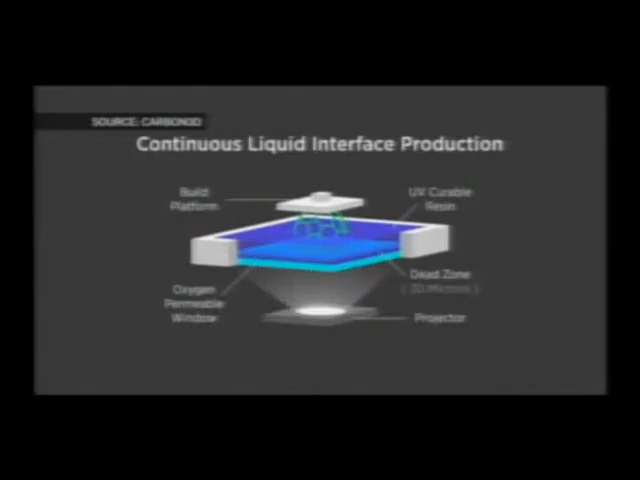 SOURCE: CARBON3D
Continuous Liquid Interface Production
Build
Platform
UV Curable
Resin
Oxygen
Permeable
Window
Dead Zone
Projector